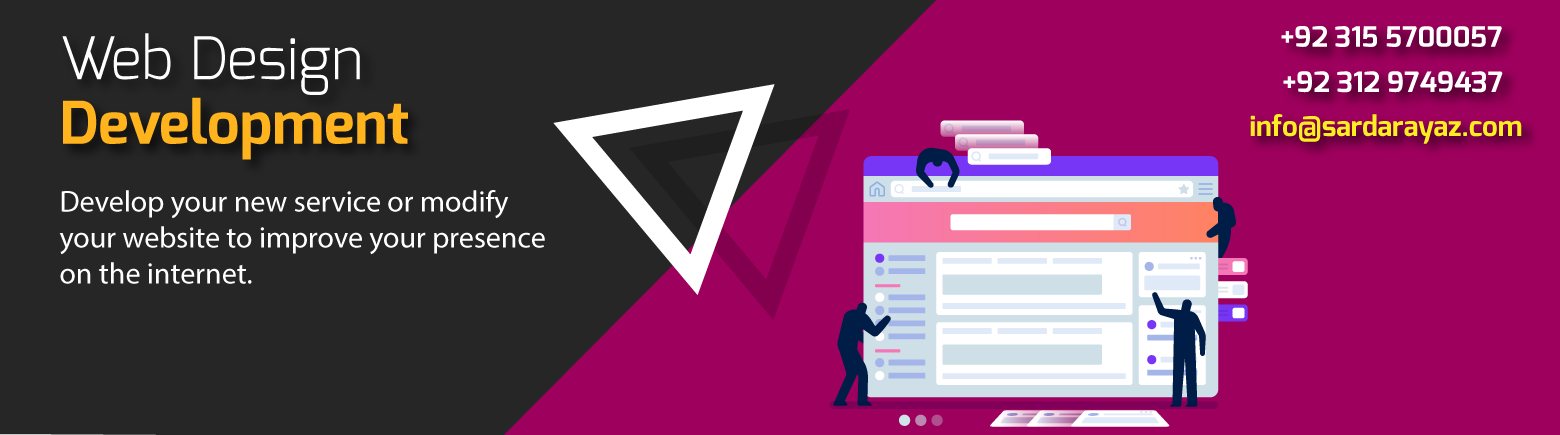 Web Design
Development
Develop your new service or modify
your website to improve your presence
on the internet.
+92 315 5700057
+92 312 9749437
info@sardarayaz.com